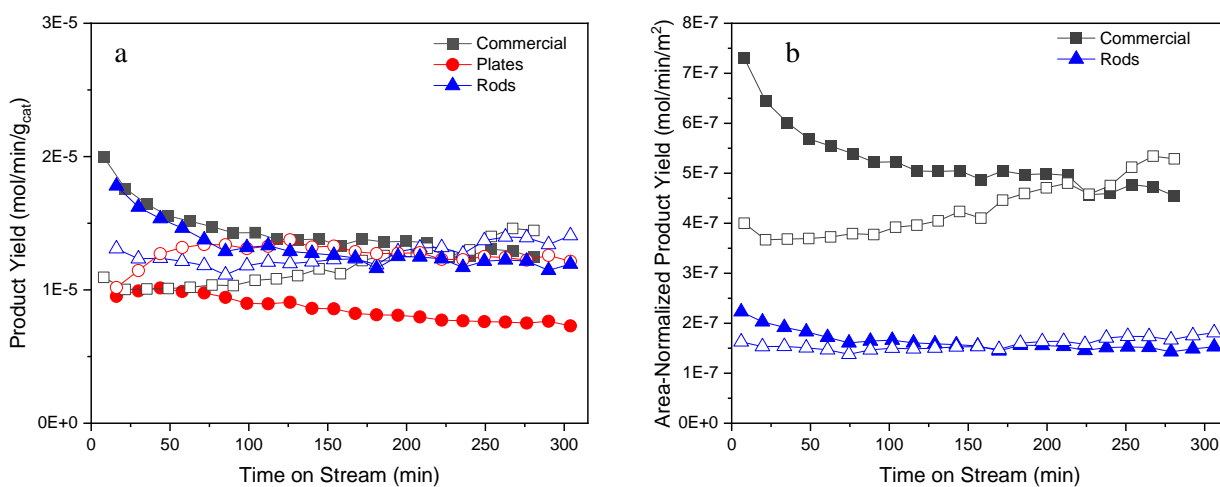 a
Commercial
Plates
Rods
3E-5
2E-5
1E-5
0E+0
Product Yield (mol/min/gcat)
0 50 100 150 200 250 300
Time on Stream (min)
b
Commercial
Rods
8E-7
7E-7
6E-7
5E-7
4E-7
3E-7
2E-7
1E-7
0E+0
Area-Normalized Product Yield (mol/min/m²)
0 50 100 150 200 250 300
Time on Stream (min)